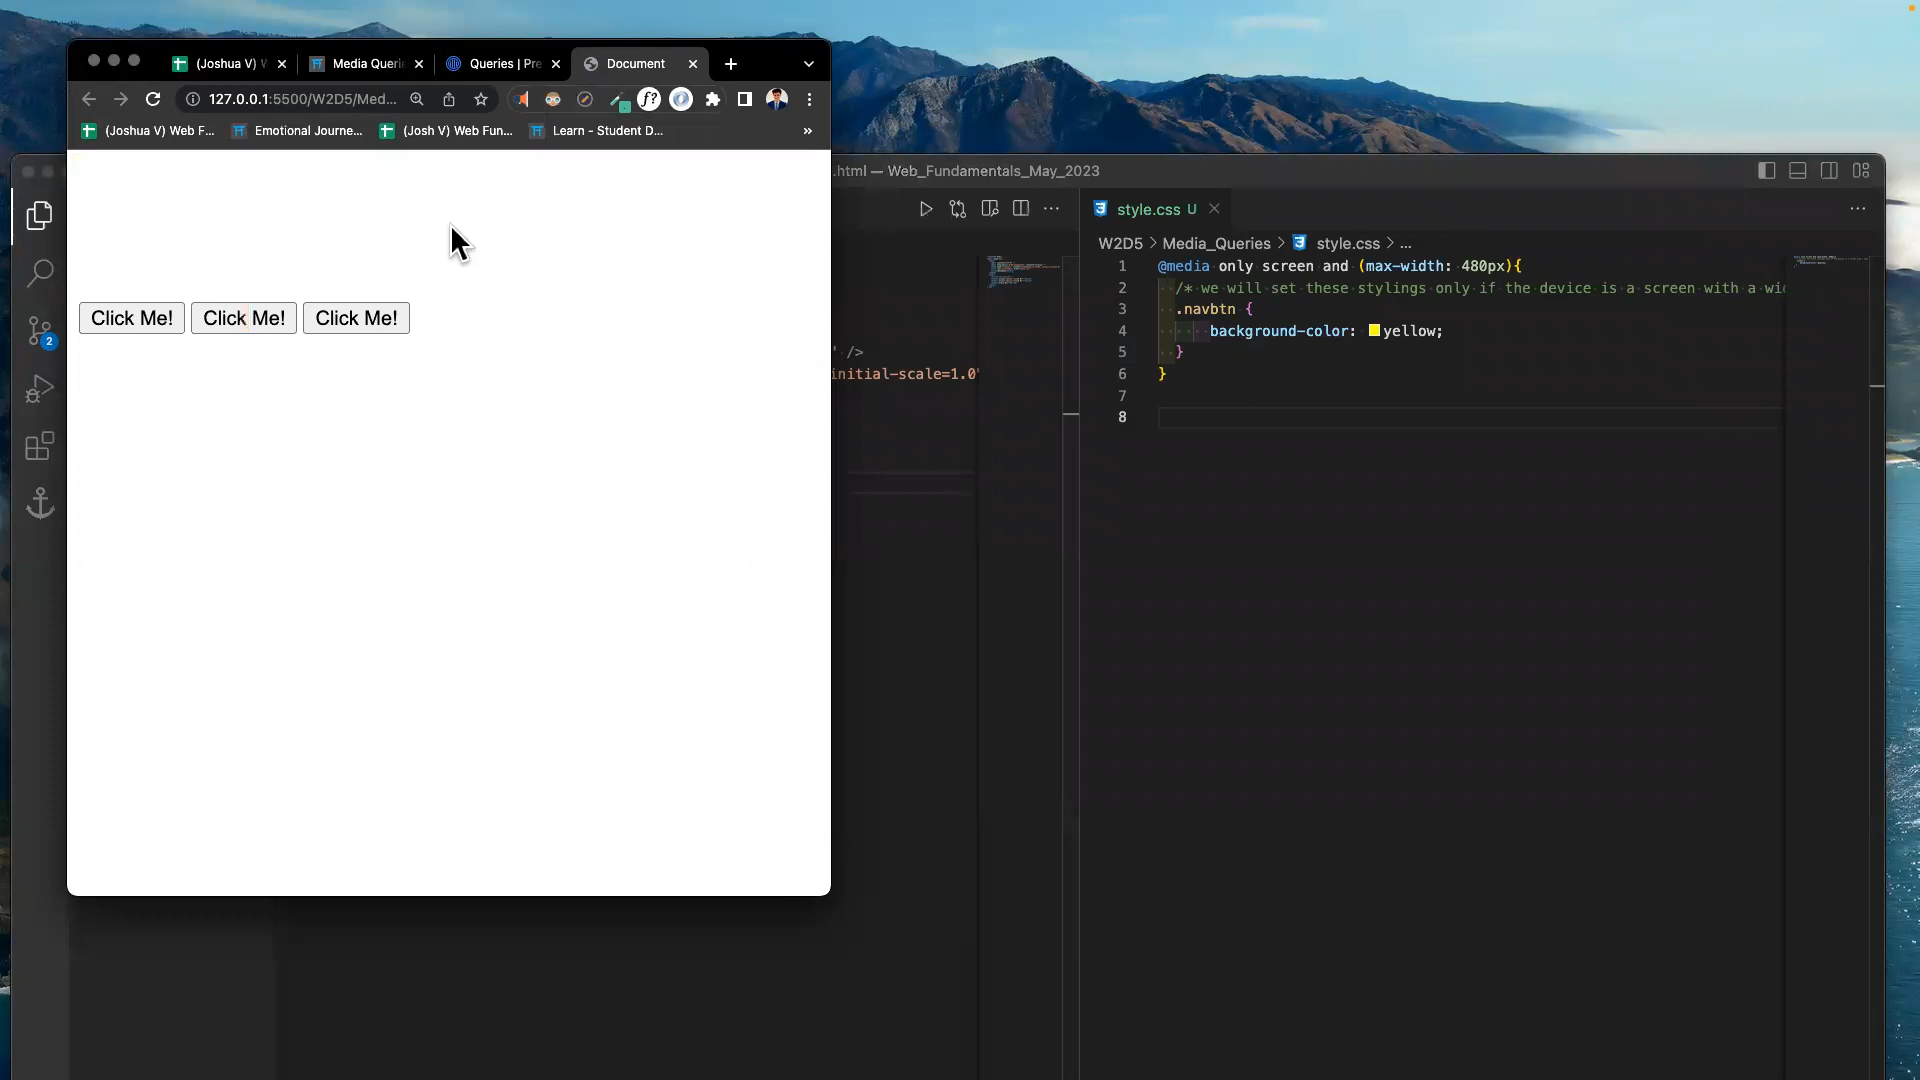 (Joshua V) W
Media Querie
Queries | Pre
Document
127.0.0.1:5500/W2D5/Med...
f?
(Joshua V) Web F...
Emotional Journe...
(Josh V) Web Fun...
Learn - Student D...
»
.html — Web_Fundamentals_May_2023
style.css U
W2D5 > Media_Queries > style.css > ...
1 @media only screen and (max-width: 480px){
2 /* we will set these stylings only if the device is a screen with a wid
3 .navbtn {
4 background-color: yellow;
5 }
6 }
7
8
Click Me! Click Me! Click Me!
2
' />
initial-scale=1.0"